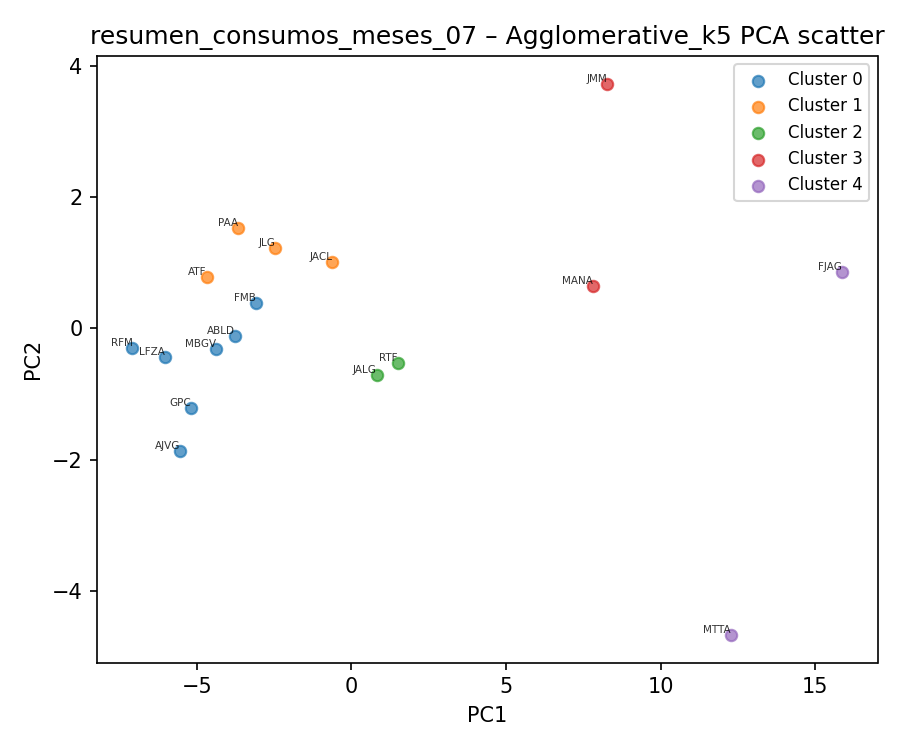 resumen_consumos_meses_07 – Agglomerative_k5 PCA scatter
Cluster 0
Cluster 1
Cluster 2
Cluster 3
Cluster 4
JMM
PAA
JLG
JACL
ATF
FJAG
MANA
FMB
ABLD
MBGV
RFM
LFZA
RTF
JALG
GPC
AJVG
MTTA
4
2
0
−2
−4
PC2
−5
0
5
10
15
PC1